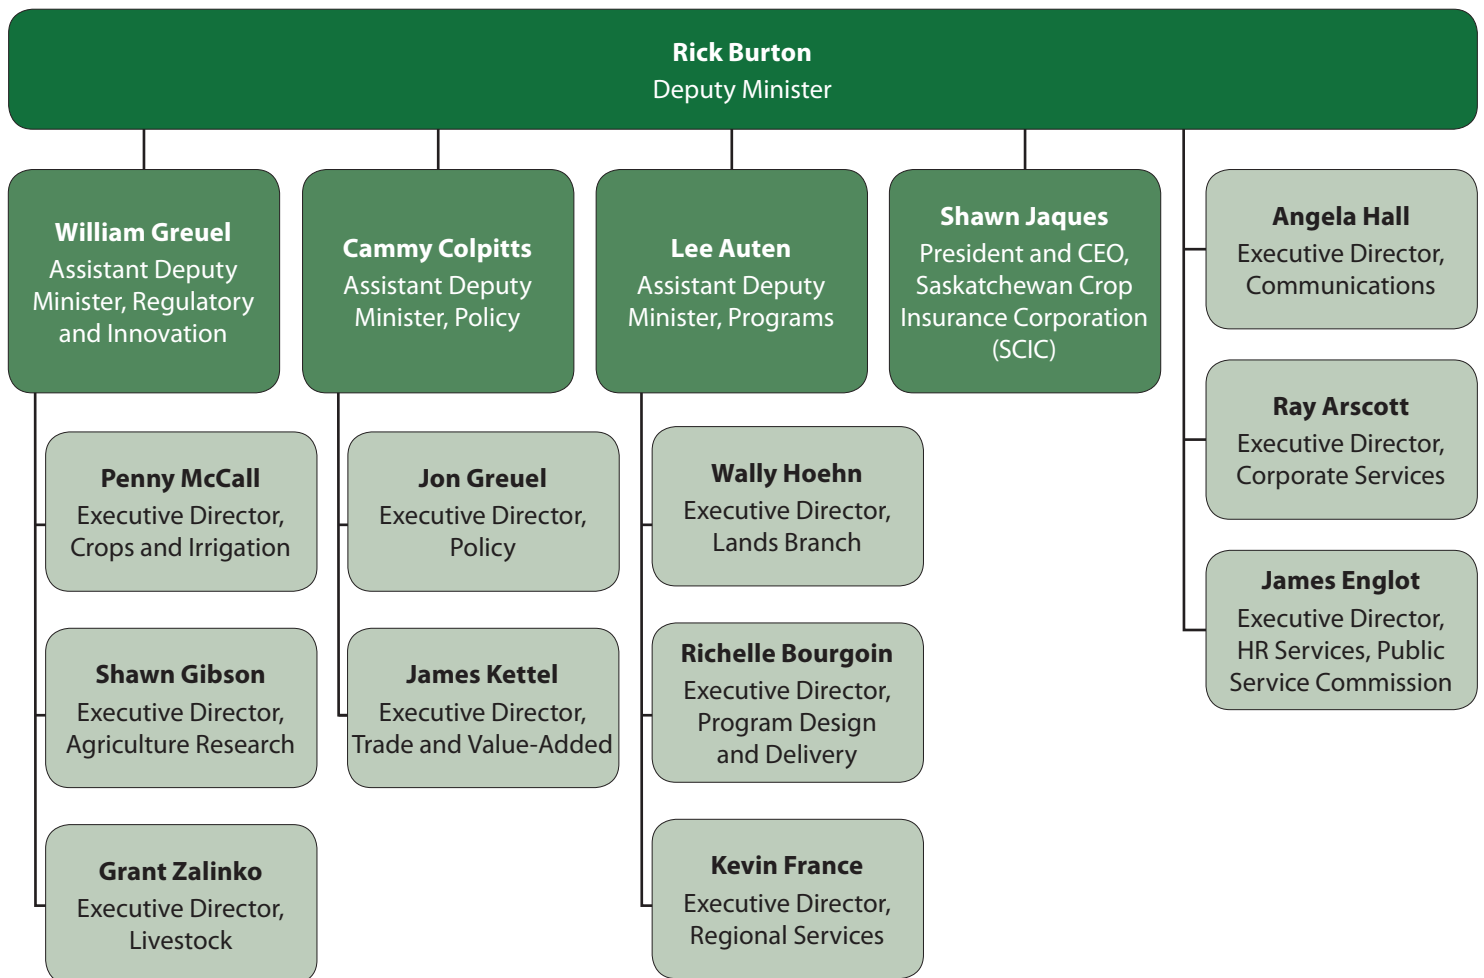 Rick Burton
Deputy Minister
William Greuel
Assistant Deputy
Minister, Regulatory
and Innovation
Cammy Colpitts
Assistant Deputy
Minister, Policy
Lee Auten
Assistant Deputy
Minister, Programs
Shawn Jaques
President and CEO,
Saskatchewan Crop
Insurance Corporation
(SCIC)
Angela Hall
Executive Director,
Communications
Ray Arscott
Executive Director,
Corporate Services
James Englot
Executive Director,
HR Services, Public
Service Commission
Penny McCall
Executive Director,
Crops and Irrigation
Shawn Gibson
Executive Director,
Agriculture Research
Grant Zalinko
Executive Director,
Livestock
Jon Greuel
Executive Director,
Policy
James Kettel
Executive Director,
Trade and Value-Added
Wally Hoehn
Executive Director,
Lands Branch
Richelle Bourgoin
Executive Director,
Program Design
and Delivery
Kevin France
Executive Director,
Regional Services